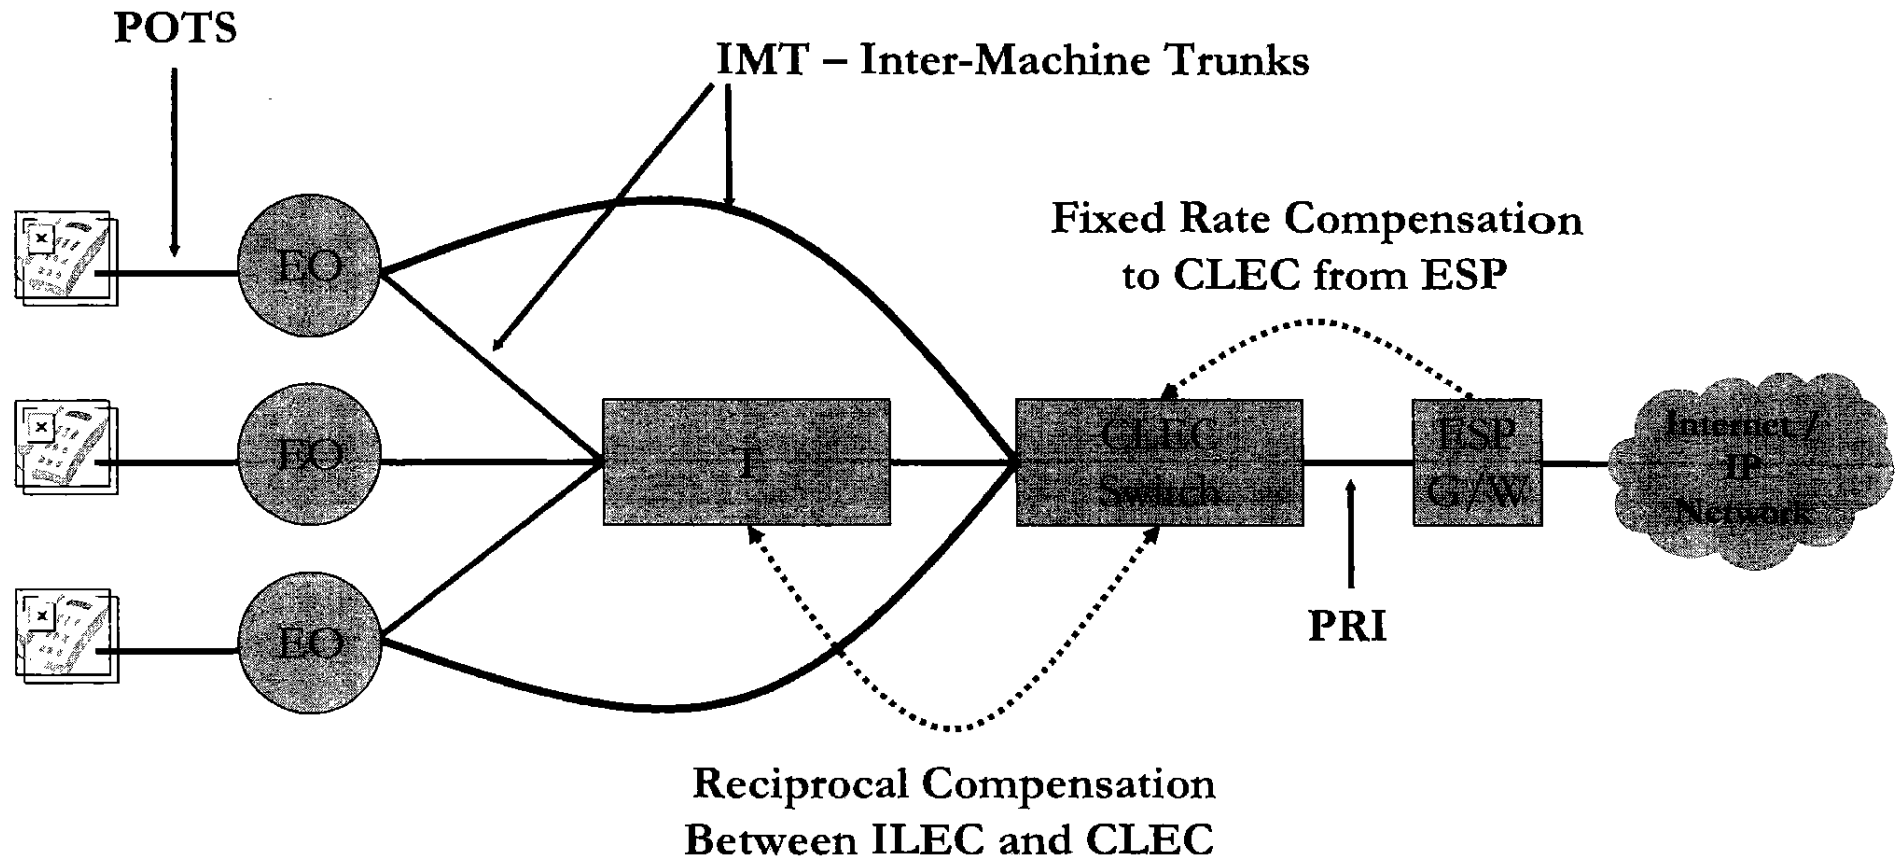 POTS
IMT – Inter-Machine Trunks
Fixed Rate Compensation
to CLEC from ESP
EO
EO
EO
T
CLEC
Switch
ESP
G/W
Internet /
IP
Network
PRI
Reciprocal Compensation
Between ILEC and CLEC